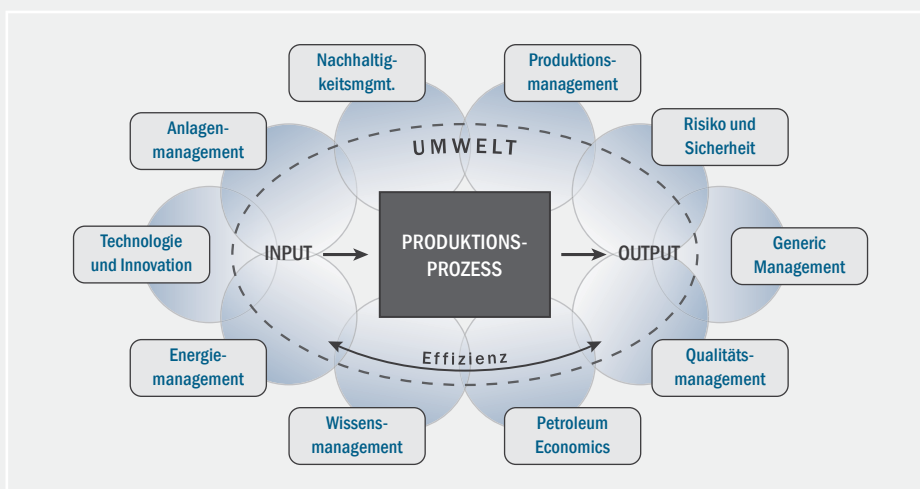 Nachhaltig-
keitsmgmt.
Produktions-
management
Anlagen-
management
Risiko und
Sicherheit
UMWELT
Technologie
und Innovation
INPUT
PRODUKTIONS-
PROZESS
OUTPUT
Generic
Management
Energie-
management
Effizienz
Qualitäts-
management
Wissens-
management
Petroleum
Economics